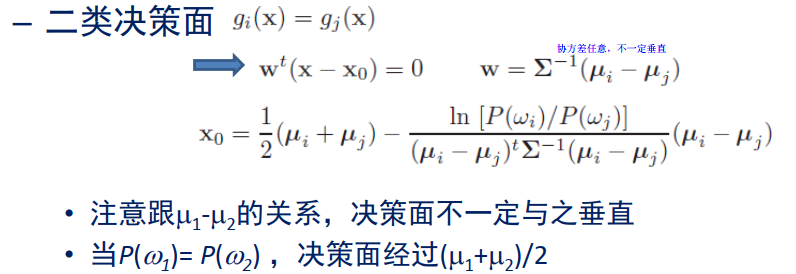 – 二类决策面 gᵢ(x) = gⱼ(x)
协方差任意，不一定垂直
wᵗ(x − x₀) = 0 w = Σ⁻¹(μᵢ − μⱼ)
x₀ = 1/2(μᵢ + μⱼ) − ln [P(ωᵢ)/P(ωⱼ)] / (μᵢ − μⱼ)ᵗΣ⁻¹(μᵢ − μⱼ) (μᵢ − μⱼ)
• 注意跟μ₁-μ₂的关系，决策面不一定与之垂直
• 当P(ω₁)= P(ω₂) ，决策面经过(μ₁+μ₂)/2